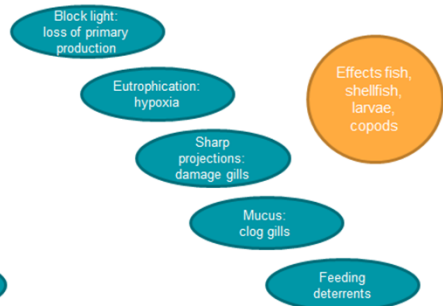 Block light:
loss of primary
production
Eutrophication:
hypoxia
Effects fish,
shellfish,
larvae,
copods
Sharp
projections:
damage gills
Mucus:
clog gills
Feeding
deterrents